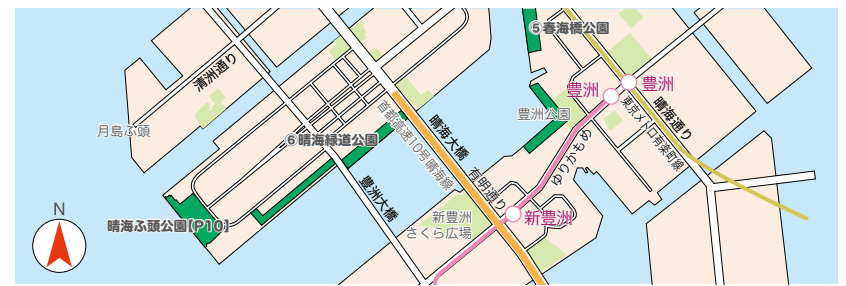 5 春海橋公園
清洲通り
豊洲
豊洲
月島ふ頭
首都高速10号晴海線
晴海大橋
豊洲公園
東京メトロ有楽町線
晴海通り
6 晴海緑道公園
ゆりかもめ
有明通り
豊洲大橋
新豊洲
さくら広場
新豊洲
晴海ふ頭公園【P10】
N